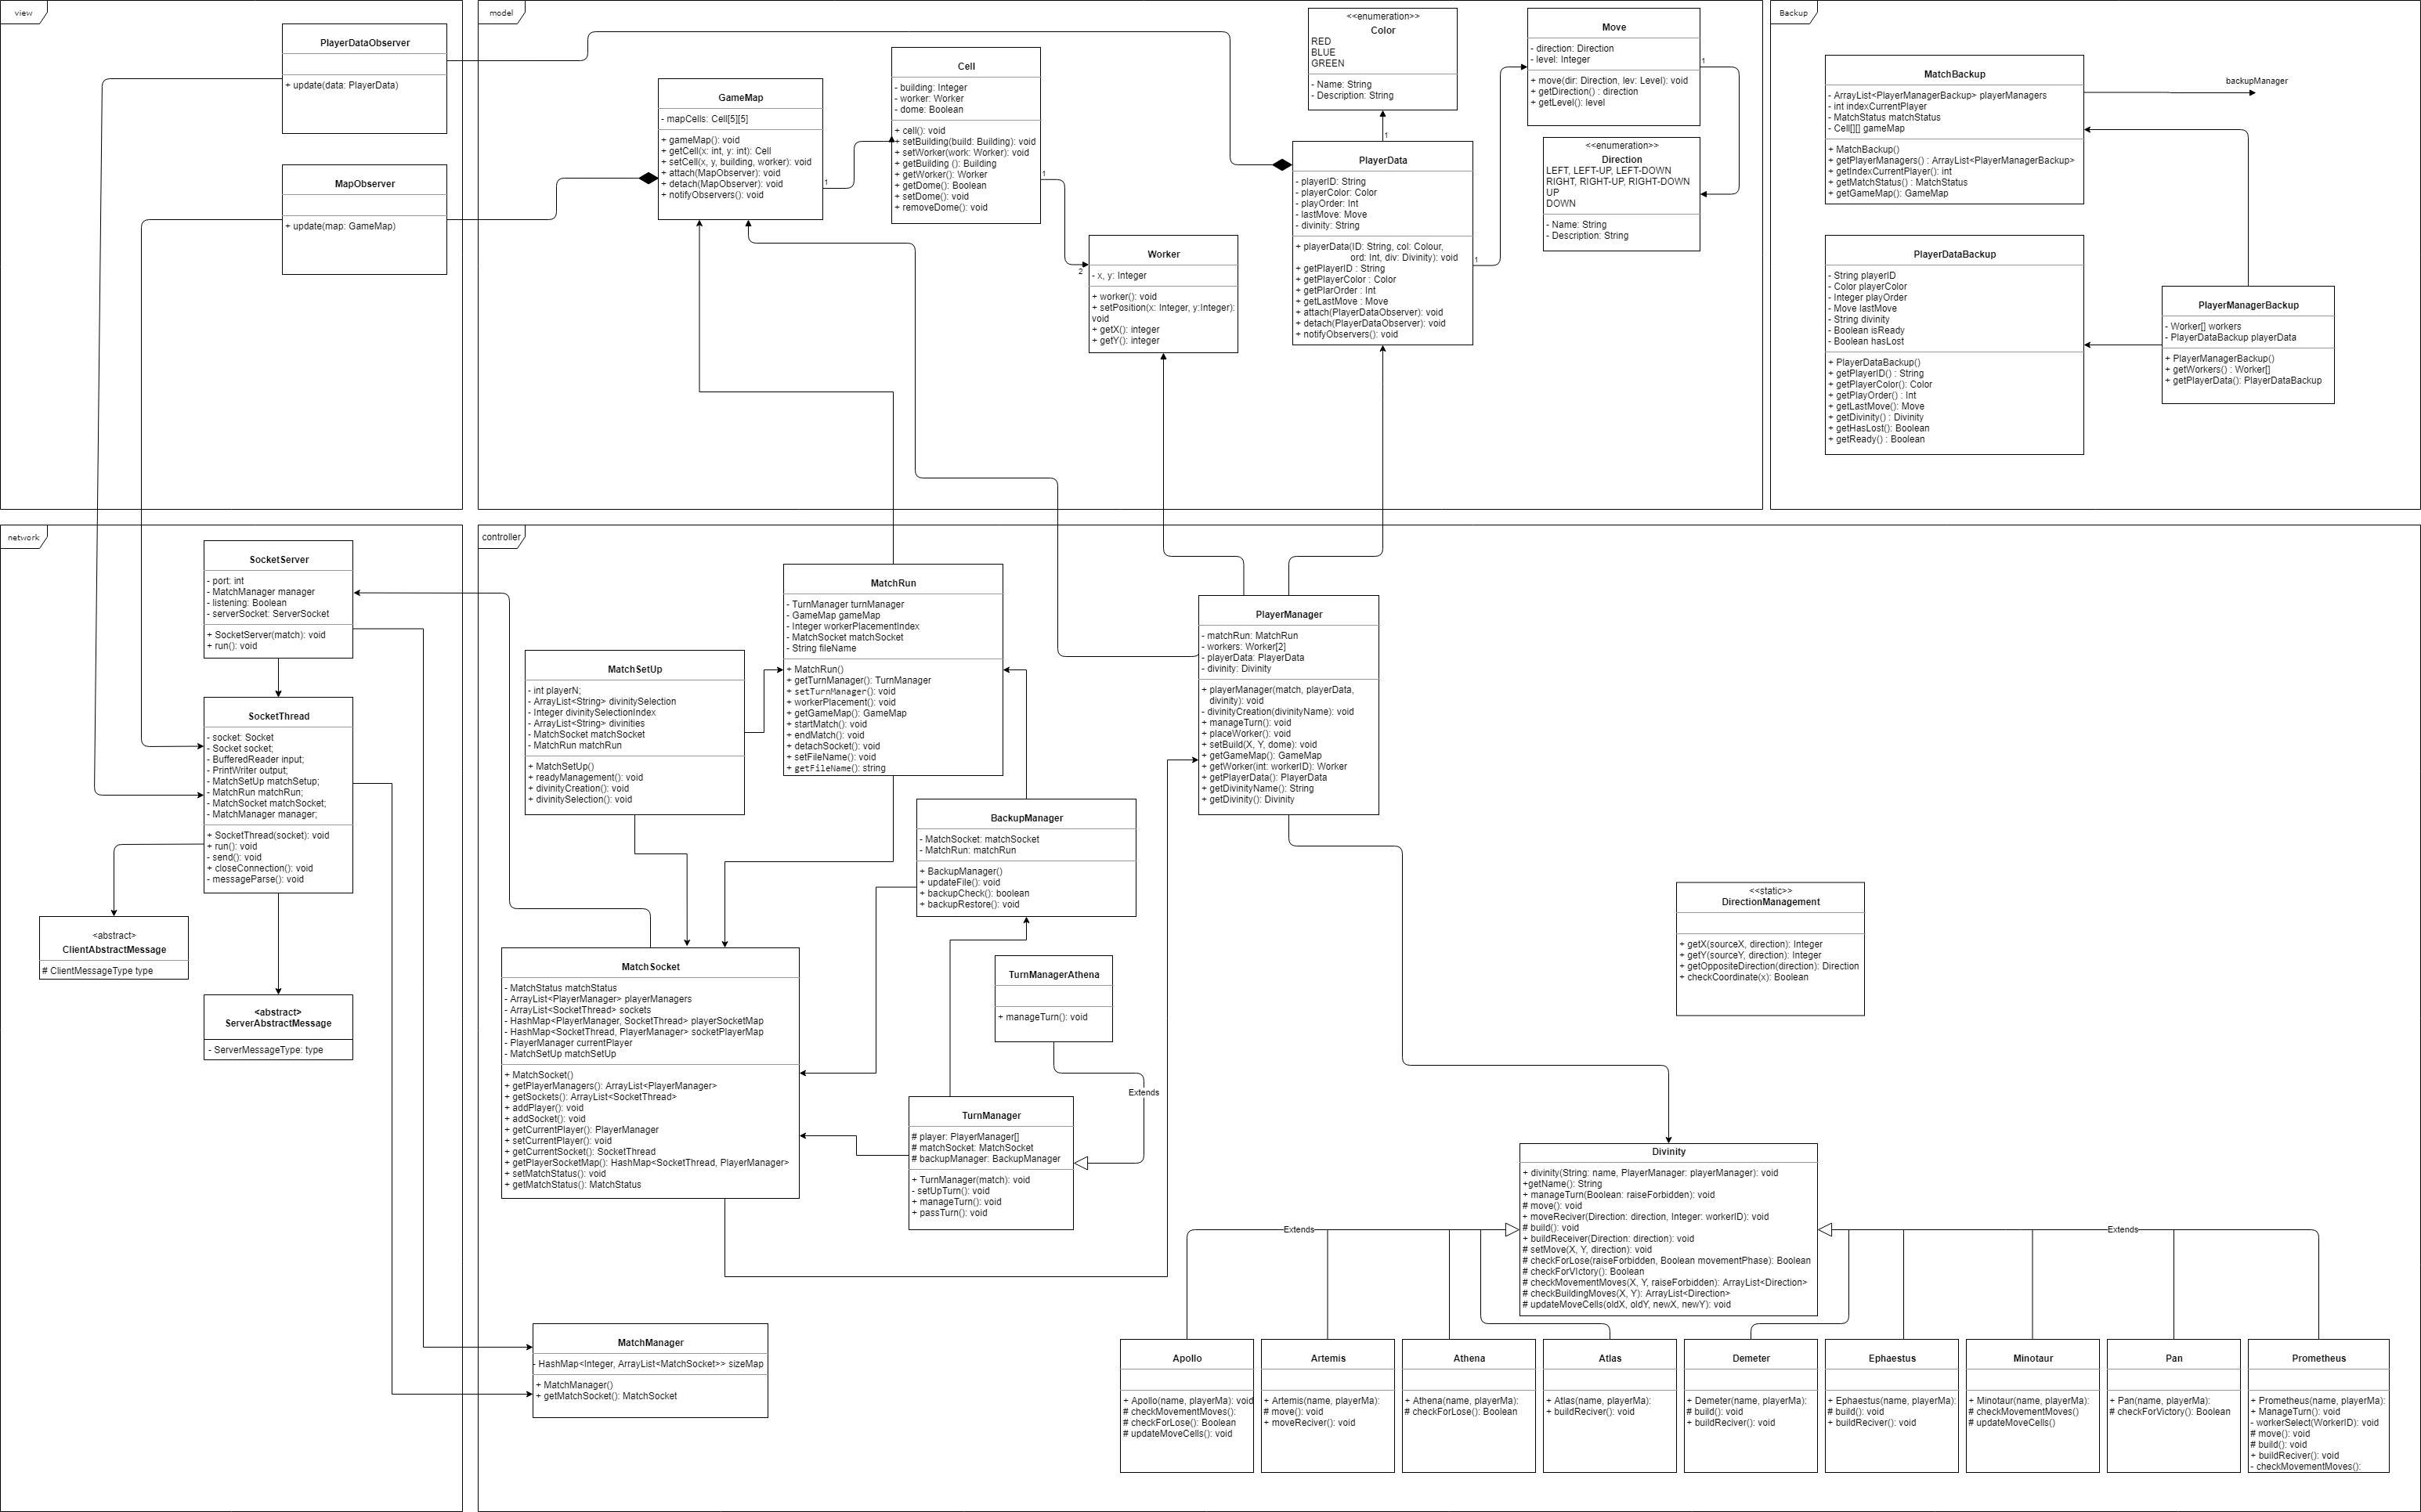 view
PlayerDataObserver
+ update(data: PlayerData)
MapObserver
+ update(map: GameMap)
model
GameMap
- mapCells: Cell[5][5]
+ gameMap(): void
+ getCell(x: int, y: int): Cell
+ setCell(x, y, building, worker): void
+ attach(MapObserver): void
+ detach(MapObserver): void
+ notifyObservers(): void
1
Cell
- building: Integer
- worker: Worker
- dome: Boolean
+ cell(): void
+ setBuilding(build: Building): void
+ setWorker(work: Worker): void
+ getBuilding (): Building
+ getWorker(): Worker
+ getDome(): Boolean
+ setDome(): void
+ removeDome(): void
1
2
Worker
- x, y: Integer
+ worker(): void
+ setPosition(x: Integer, y:Integer):
void
+ getX(): integer
+ getY(): integer
<<enumeration>>
Color
RED
BLUE
GREEN
- Name: String
- Description: String
1
PlayerData
- playerID: String
- playerColor: Color
- playOrder: Int
- lastMove: Move
- divinity: String
+ playerData(ID: String, col: Colour,
ord: Int, div: Divinity): void
+ getPlayerID : String
+ getPlayerColor : Color
+ getPlarOrder : Int
+ getLastMove : Move
+ attach(PlayerDataObserver): void
+ detach(PlayerDataObserver): void
+ notifyObservers(): void
1
Move
- direction: Direction
- level: Integer
+ move(dir: Direction, lev: Level): void
+ getDirection() : direction
+ getLevel(): level
1
<<enumeration>>
Direction
LEFT, LEFT-UP, LEFT-DOWN
RIGHT, RIGHT-UP, RIGHT-DOWN
UP
DOWN
- Name: String
- Description: String
Backup
MatchBackup
- ArrayList<PlayerManagerBackup> playerManagers
- int indexCurrentPlayer
- MatchStatus matchStatus
- Cell[][] gameMap
+ MatchBackup()
+ getPlayerManagers() : ArrayList<PlayerManagerBackup>
+ getIndexCurrentPlayer(): int
+ getMatchStatus() : MatchStatus
+ getGameMap(): GameMap
backupManager
PlayerDataBackup
- String playerID
- Color playerColor
- Integer playOrder
- Move lastMove
- String divinity
- Boolean isReady
- Boolean hasLost
+ PlayerDataBackup()
+ getPlayerID() : String
+ getPlayerColor(): Color
+ getPlayOrder() : Int
+ getLastMove(): Move
+ getDivinity() : Divinity
+ getHasLost(): Boolean
+ getReady() : Boolean
PlayerManagerBackup
- Worker[] workers
- PlayerDataBackup playerData
+ PlayerManagerBackup()
+ getWorkers() : Worker[]
+ getPlayerData(): PlayerDataBackup
network
SocketServer
- port: int
- MatchManager manager
- listening: Boolean
- serverSocket: ServerSocket
+ SocketServer(match): void
+ run(): void
SocketThread
- socket: Socket
- Socket socket;
- BufferedReader input;
- PrintWriter output;
- MatchSetUp matchSetup;
- MatchRun matchRun;
- MatchSocket matchSocket;
- MatchManager manager;
+ SocketThread(socket): void
+ run(): void
- send(): void
+ closeConnection(): void
- messageParse(): void
<abstract>
ClientAbstractMessage
# ClientMessageType type
<abstract>
ServerAbstractMessage
- ServerMessageType: type
controller
MatchSetUp
- int playerN;
- ArrayList<String> divinitySelection
- Integer divinitySelectionIndex
- ArrayList<String> divinities
- MatchSocket matchSocket
- MatchRun matchRun
+ MatchSetUp()
+ readyManagement(): void
+ divinityCreation(): void
+ divinitySelection(): void
MatchRun
- TurnManager turnManager
- GameMap gameMap
- Integer workerPlacementIndex
- MatchSocket matchSocket
- String fileName
+ MatchRun()
+ getTurnManager(): TurnManager
+ setTurnManager(): void
+ workerPlacement(): void
+ getGameMap(): GameMap
+ startMatch(): void
+ endMatch(): void
+ detachSocket(): void
+ setFileName(): void
+ getFileName(): string
BackupManager
- MatchSocket: matchSocket
- MatchRun: matchRun
+ BackupManager()
+ updateFile(): void
+ backupCheck(): boolean
+ backupRestore(): void
MatchSocket
- MatchStatus matchStatus
- ArrayList<PlayerManager> playerManagers
- ArrayList<SocketThread> sockets
- HashMap<PlayerManager, SocketThread> playerSocketMap
- HashMap<SocketThread, PlayerManager> socketPlayerMap
- PlayerManager currentPlayer
- MatchSetUp matchSetUp
+ MatchSocket()
+ getPlayerManagers(): ArrayList<PlayerManager>
+ getSockets(): ArrayList<SocketThread>
+ addPlayer(): void
+ addSocket(): void
+ getCurrentPlayer(): PlayerManager
+ setCurrentPlayer(): void
+ getCurrentSocket(): SocketThread
+ getPlayerSocketMap(): HashMap<SocketThread, PlayerManager>
+ setMatchStatus(): void
+ getMatchStatus(): MatchStatus
TurnManagerAthena
+ manageTurn(): void
Extends
TurnManager
# player: PlayerManager[]
# matchSocket: MatchSocket
# backupManager: BackupManager
+ TurnManager(match): void
- setUpTurn(): void
+ manageTurn(): void
+ passTurn(): void
MatchManager
- HashMap<Integer, ArrayList<MatchSocket>> sizeMap
+ MatchManager()
+ getMatchSocket(): MatchSocket
PlayerManager
- matchRun: MatchRun
- workers: Worker[2]
- playerData: PlayerData
- divinity: Divinity
+ playerManager(match, playerData,
divinity): void
- divinityCreation(divinityName): void
+ manageTurn(): void
+ placeWorker(): void
+ setBuild(X, Y, dome): void
+ getGameMap(): GameMap
+ getWorker(int: workerID): Worker
+ getPlayerData(): PlayerData
+ getDivinityName(): String
+ getDivinity(): Divinity
<<static>>
DirectionManagement
+ getX(sourceX, direction): Integer
+ getY(sourceY, direction): Integer
+ getOppositeDirection(direction): Direction
+ checkCoordinate(x): Boolean
Divinity
+ divinity(String: name, PlayerManager: playerManager): void
+getName(): String
+ manageTurn(Boolean: raiseForbidden): void
# move(): void
+ moveReciver(Direction: direction, Integer: workerID): void
# build(): void
+ buildReceiver(Direction: direction): void
# setMove(X, Y, direction): void
# checkForLose(raiseForbidden, Boolean movementPhase): Boolean
# checkForVIctory(): Boolean
# checkMovementMoves(X, Y, raiseForbidden): ArrayList<Direction>
# checkBuildingMoves(X, Y): ArrayList<Direction>
# updateMoveCells(oldX, oldY, newX, newY): void
Extends
Extends
Apollo
+ Apollo(name, playerMa): void
# checkMovementMoves():
# checkForLose(): Boolean
# updateMoveCells(): void
Artemis
+ Artemis(name, playerMa):
# move(): void
+ moveReciver(): void
Athena
+ Athena(name, playerMa):
# checkForLose(): Boolean
Atlas
+ Atlas(name, playerMa):
+ buildReciver(): void
Demeter
+ Demeter(name, playerMa):
# build(): void
+ buildReciver(): void
Ephaestus
+ Ephaestus(name, playerMa):
# build(): void
+ buildReciver(): void
Minotaur
+ Minotaur(name, playerMa):
# checkMovementMoves()
# updateMoveCells()
Pan
+ Pan(name, playerMa):
# checkForVictory(): Boolean
Prometheus
+ Prometheus(name, playerMa):
+ ManageTurn(): void
- workerSelect(WorkerID): void
# move(): void
# build(): void
+ buildReciver(): void
- checkMovementMoves():